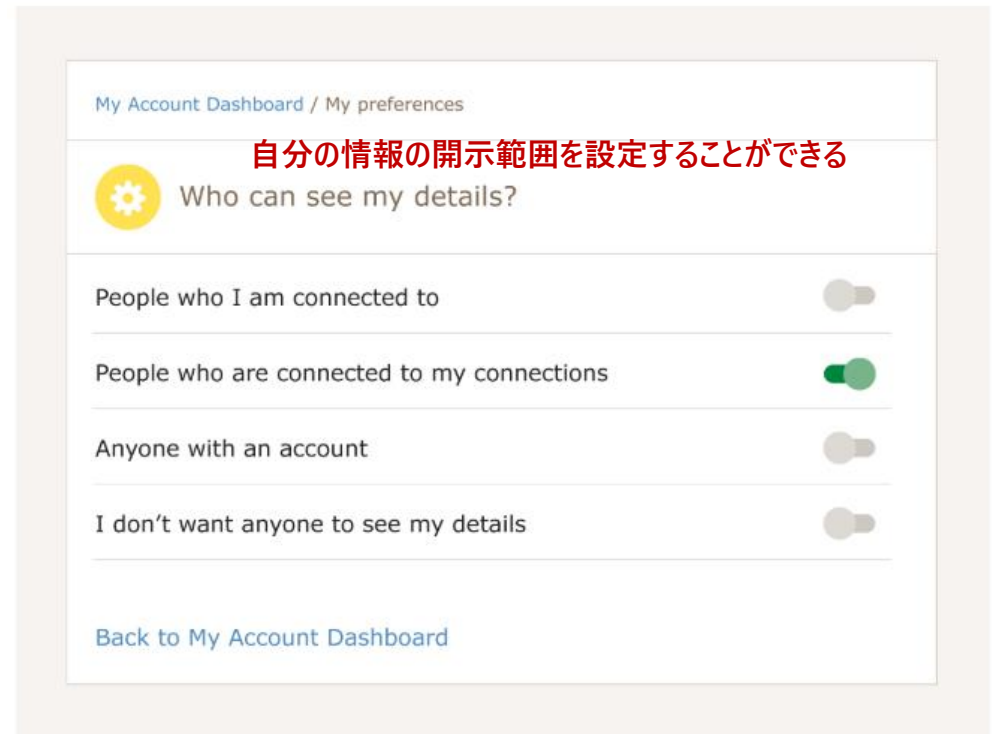 My Account Dashboard / My preferences
自分の情報の開示範囲を設定することができる
Who can see my details?
People who I am connected to
People who are connected to my connections
Anyone with an account
I don't want anyone to see my details
Back to My Account Dashboard